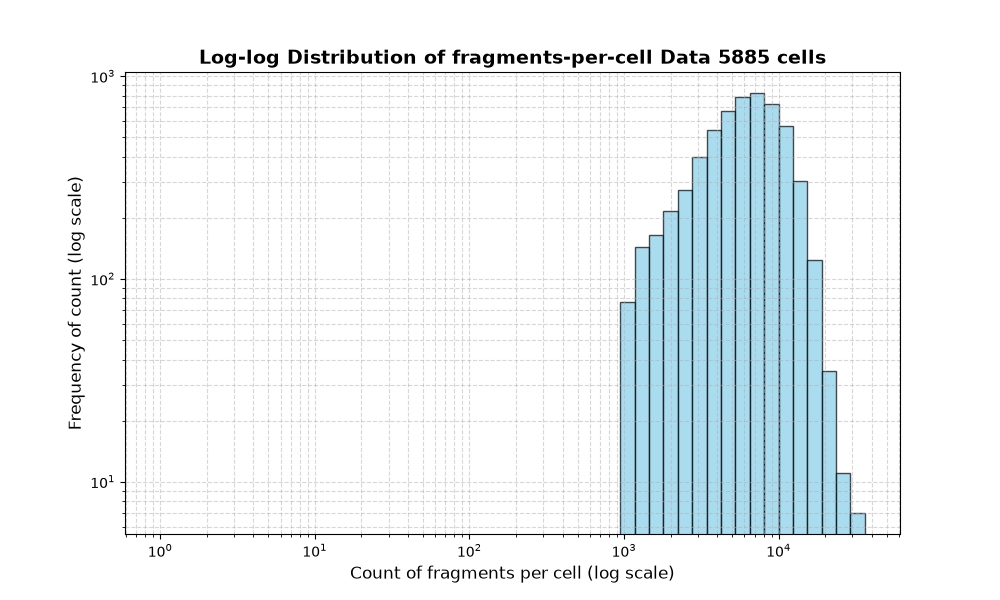 Log-log Distribution of fragments-per-cell Data 5885 cells
10³
10²
10¹
Frequency of count (log scale)
10⁰ 10¹ 10² 10³ 10⁴
Count of fragments per cell (log scale)